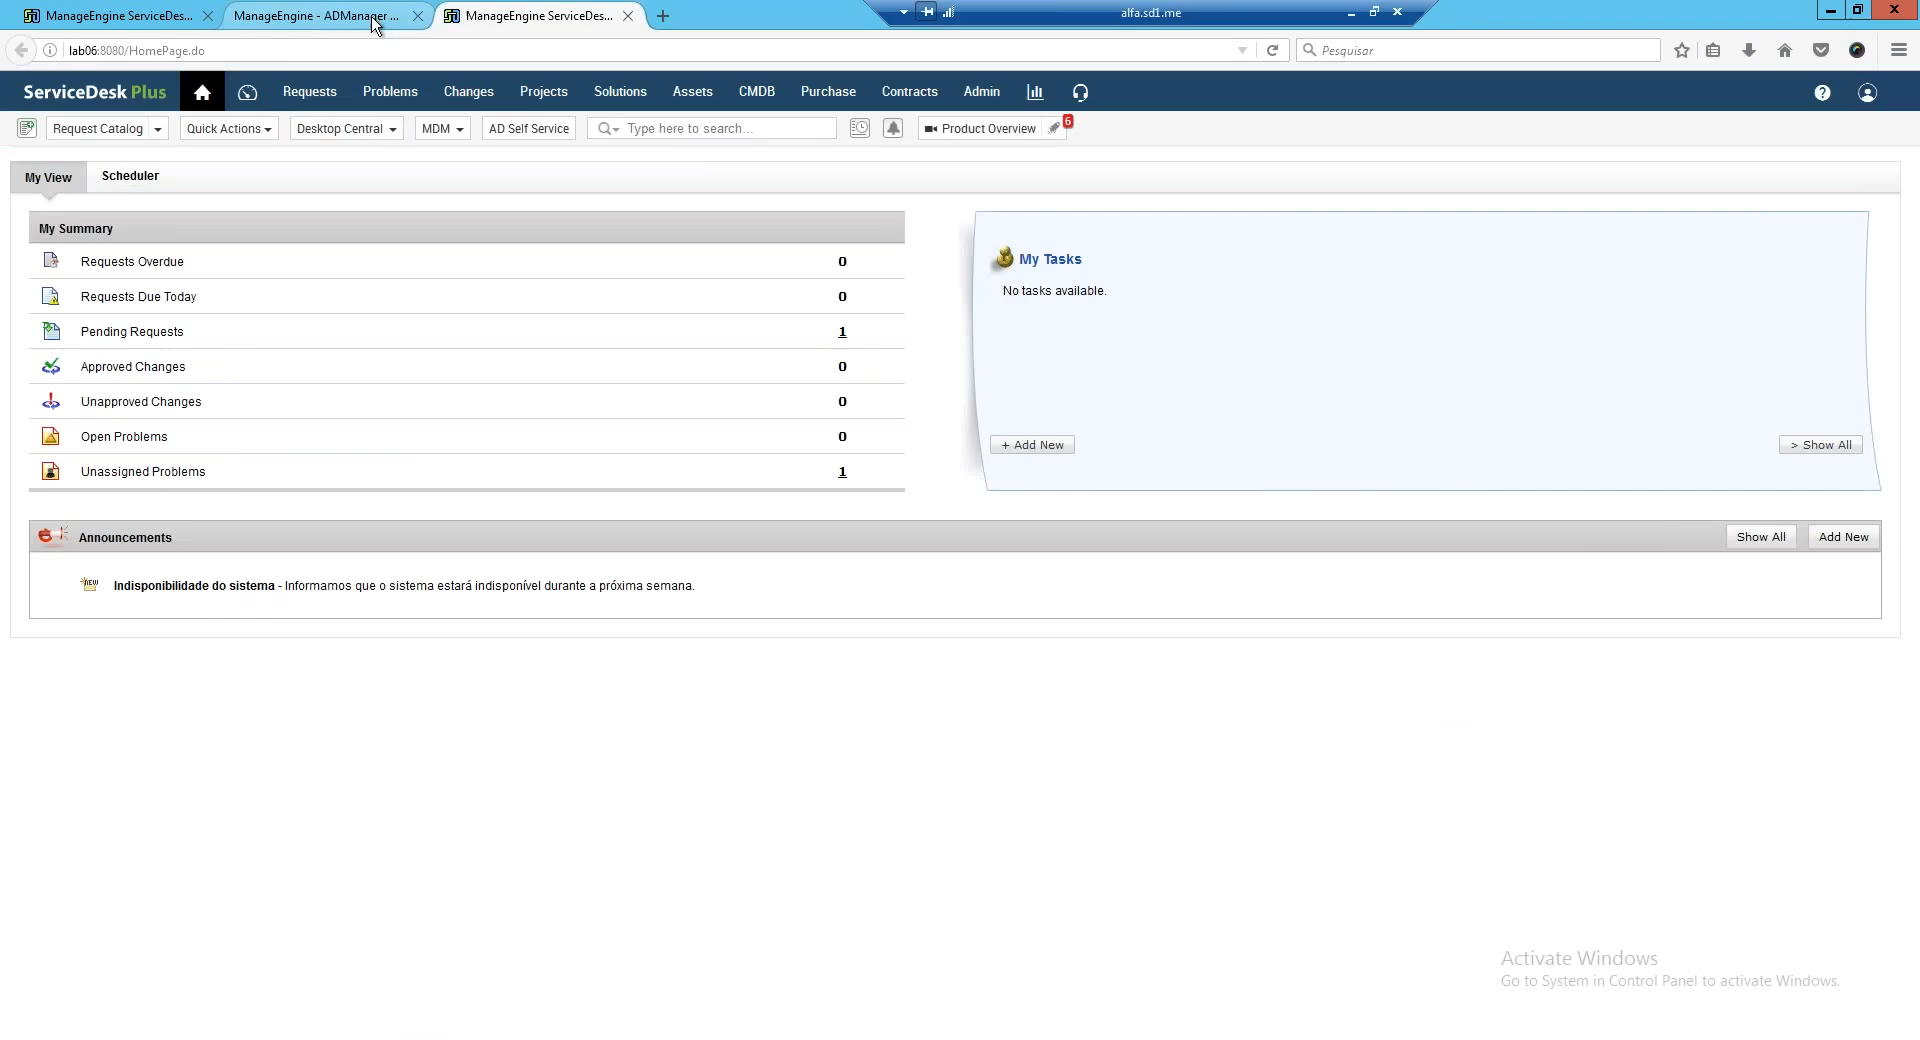 ManageEngine ServiceDes... ManageEngine - ADManager ... ManageEngine ServiceDes... alfa.sd1.me
lab06:8080/HomePage.do Pesquisar
ServiceDesk Plus Requests Problems Changes Projects Solutions Assets CMDB Purchase Contracts Admin
Request Catalog Quick Actions Desktop Central MDM AD Self Service Type here to search... Product Overview 6
My View Scheduler
My Summary
Requests Overdue 0
Requests Due Today 0
Pending Requests 1
Approved Changes 0
Unapproved Changes 0
Open Problems 0
Unassigned Problems 1
My Tasks
No tasks available.
+ Add New > Show All
Announcements Show All Add New
NEW Indisponibilidade do sistema - Informamos que o sistema estará indisponível durante a próxima semana.
Activate Windows
Go to System in Control Panel to activate Windows.